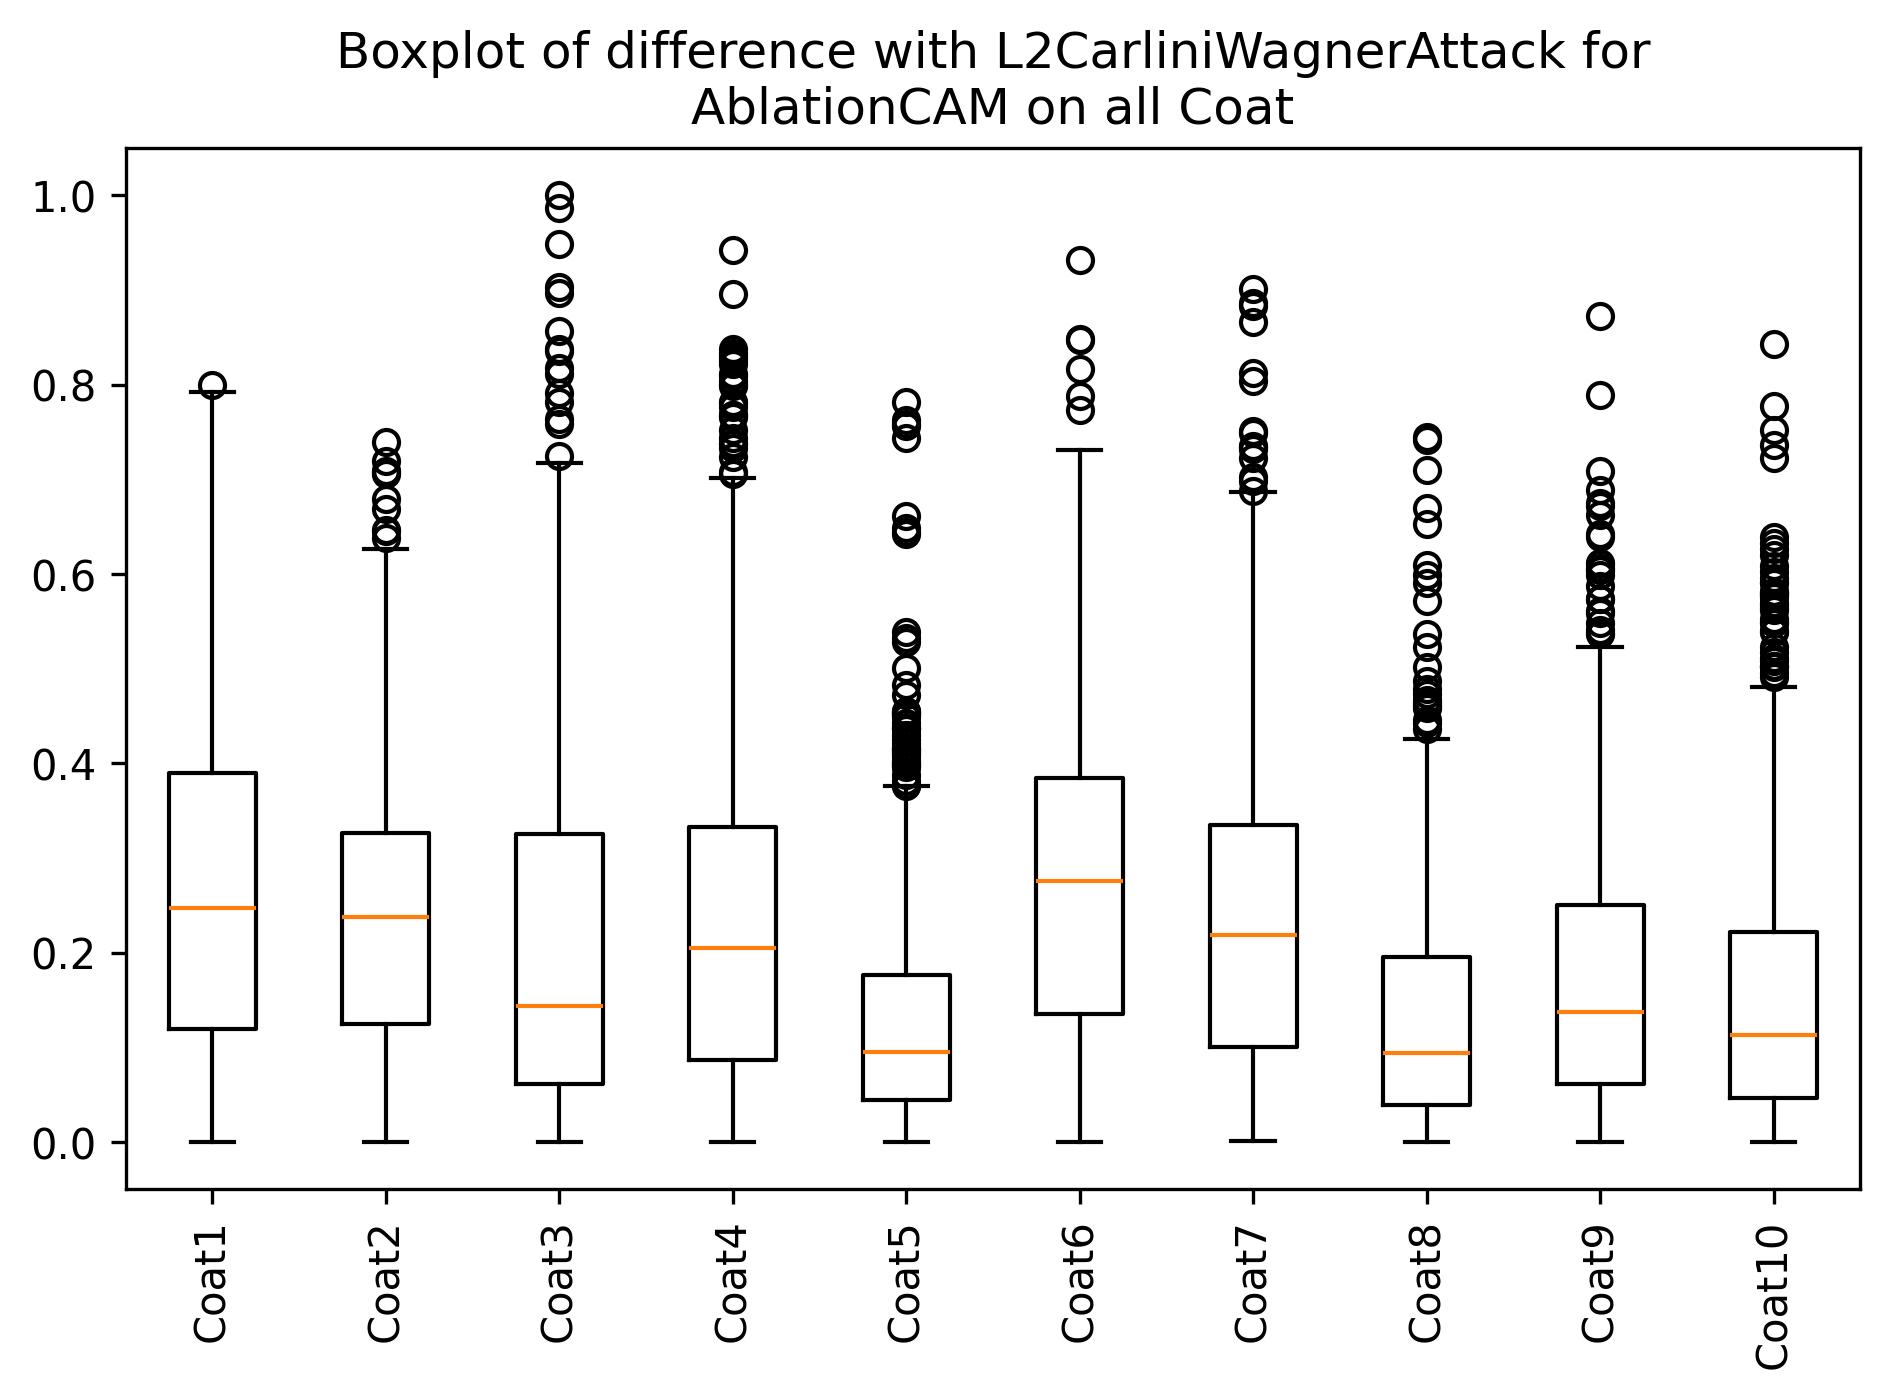 Boxplot of difference with L2CarliniWagnerAttack for
AblationCAM on all Coat
1.0
0.8
0.6
0.4
0.2
0.0
Coat1
Coat2
Coat3
Coat4
Coat5
Coat6
Coat7
Coat8
Coat9
Coat10